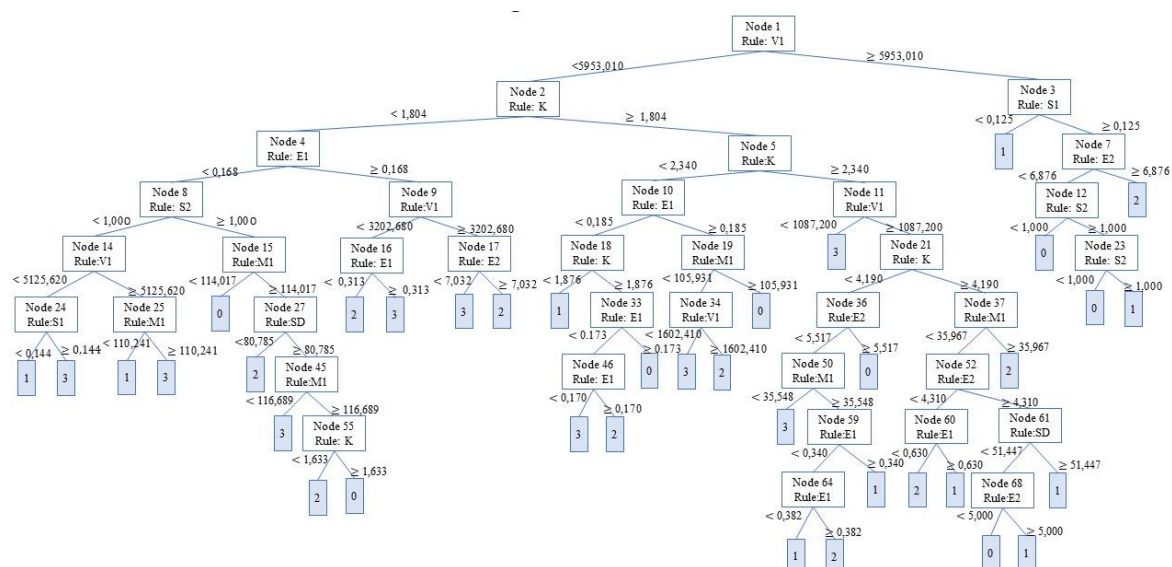 Node 1
Rule: V1
<5953,010
≥ 5953,010
Node 2
Rule: K
Node 3
Rule: S1
< 1,804
≥ 1,804
< 0,125
≥ 0,125
Node 4
Rule: E1
Node 5
Rule:K
1
Node 7
Rule: E2
< 0,168
≥ 0,168
< 2,340
≥ 2,340
< 6,876
≥ 6,876
Node 8
Rule: S2
Node 9
Rule:V1
Node 10
Rule: E1
Node 11
Rule:V1
Node 12
Rule: S2
2
< 1,000
≥ 1,000
< 3202,680
≥ 3202,680
< 0,185
≥ 0,185
< 1087,200
≥ 1087,200
< 1,000
≥ 1,000
Node 14
Rule:V1
Node 15
Rule:M1
Node 16
Rule: E1
Node 17
Rule: E2
Node 18
Rule: K
Node 19
Rule:M1
3
Node 21
Rule: K
0
Node 23
Rule: S2
< 5125,620
≥ 5125,620
< 114,017
≥ 114,017
< 0,313
≥ 0,313
< 7,032
≥ 7,032
< 1,876
≥ 1,876
< 105,931
≥ 105,931
< 4,190
≥ 4,190
< 1,000
≥ 1,000
Node 24
Rule:S1
Node 25
Rule:M1
0
Node 27
Rule:SD
2
3
3
2
1
Node 33
Rule: E1
Node 34
Rule:V1
0
Node 36
Rule:E2
Node 37
Rule:M1
0
1
< 0,144
≥ 0,144
< 110,241
≥ 110,241
<80,785
≥ 80,785
< 0.173
≥ 0.173
< 1602,410
≥ 1602,410
< 5,517
≥ 5,517
< 35,967
≥ 35,967
1
3
1
3
2
Node 45
Rule:M1
Node 46
Rule: E1
0
3
2
Node 50
Rule:M1
0
Node 52
Rule:E2
2
< 116,689
≥ 116,689
< 0,170
≥ 0,170
< 35,548
≥ 35,548
< 4,310
≥ 4,310
3
Node 55
Rule: K
3
2
3
Node 59
Rule:E1
Node 60
Rule:E1
Node 61
Rule:SD
< 1,633
≥ 1,633
< 0,340
≥ 0,340
< 0,630
≥ 0,630
< 51,447
≥ 51,447
2
0
Node 64
Rule:E1
1
2
1
Node 68
Rule:E2
1
< 0,382
≥ 0,382
< 5,000
≥ 5,000
1
2
0
1